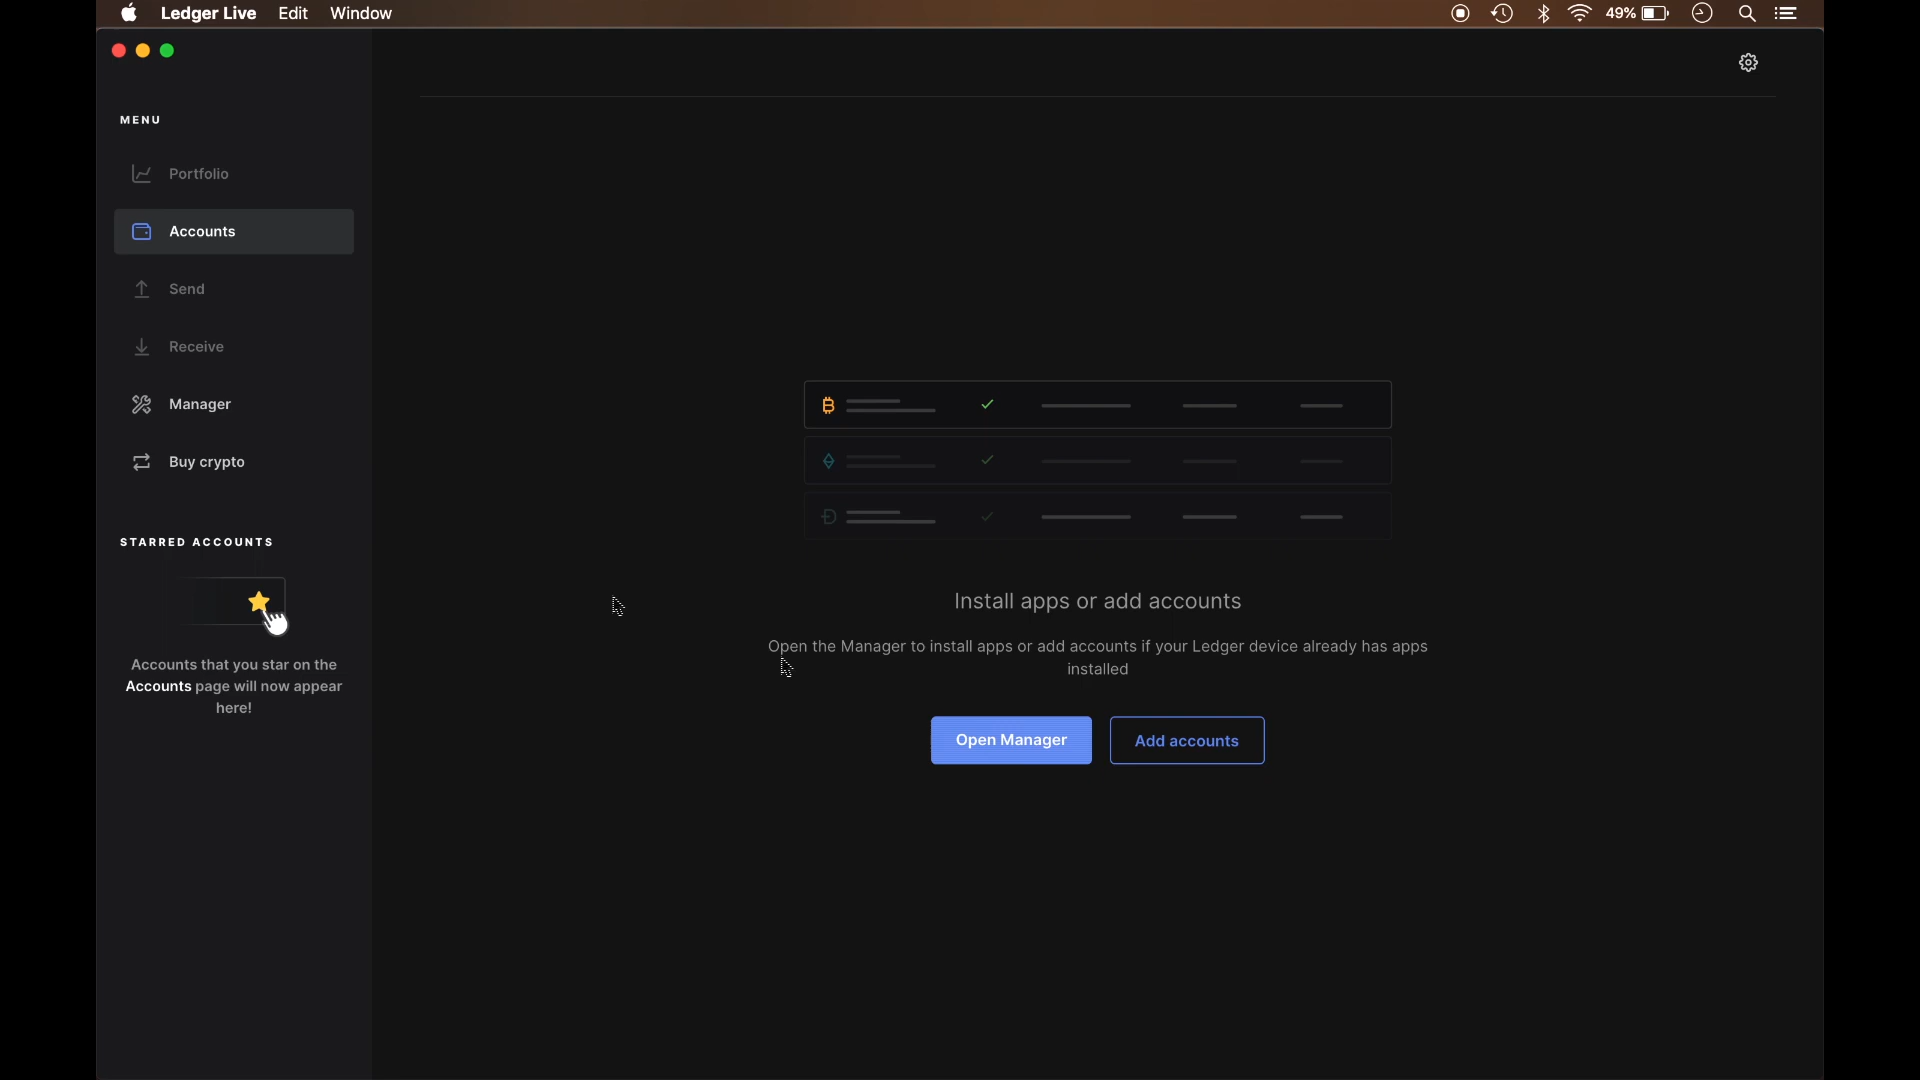 Ledger Live Edit Window 49%
MENU
Portfolio
Accounts
Send
Receive
Manager
Buy crypto
STARRED ACCOUNTS
Accounts that you star on the
Accounts page will now appear
here!
Install apps or add accounts
Open the Manager to install apps or add accounts if your Ledger device already has apps
installed
Open Manager Add accounts